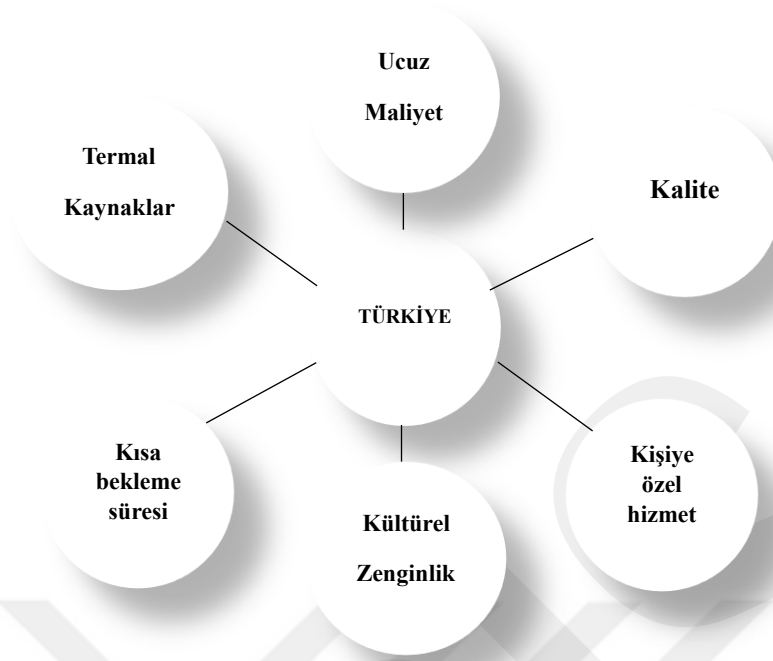 Ucuz
Maliyet
Termal
Kaynaklar
Kalite
TÜRKİYE
Kısa
bekleme
süresi
Kültürel
Zenginlik
Kişiye
özel
hizmet